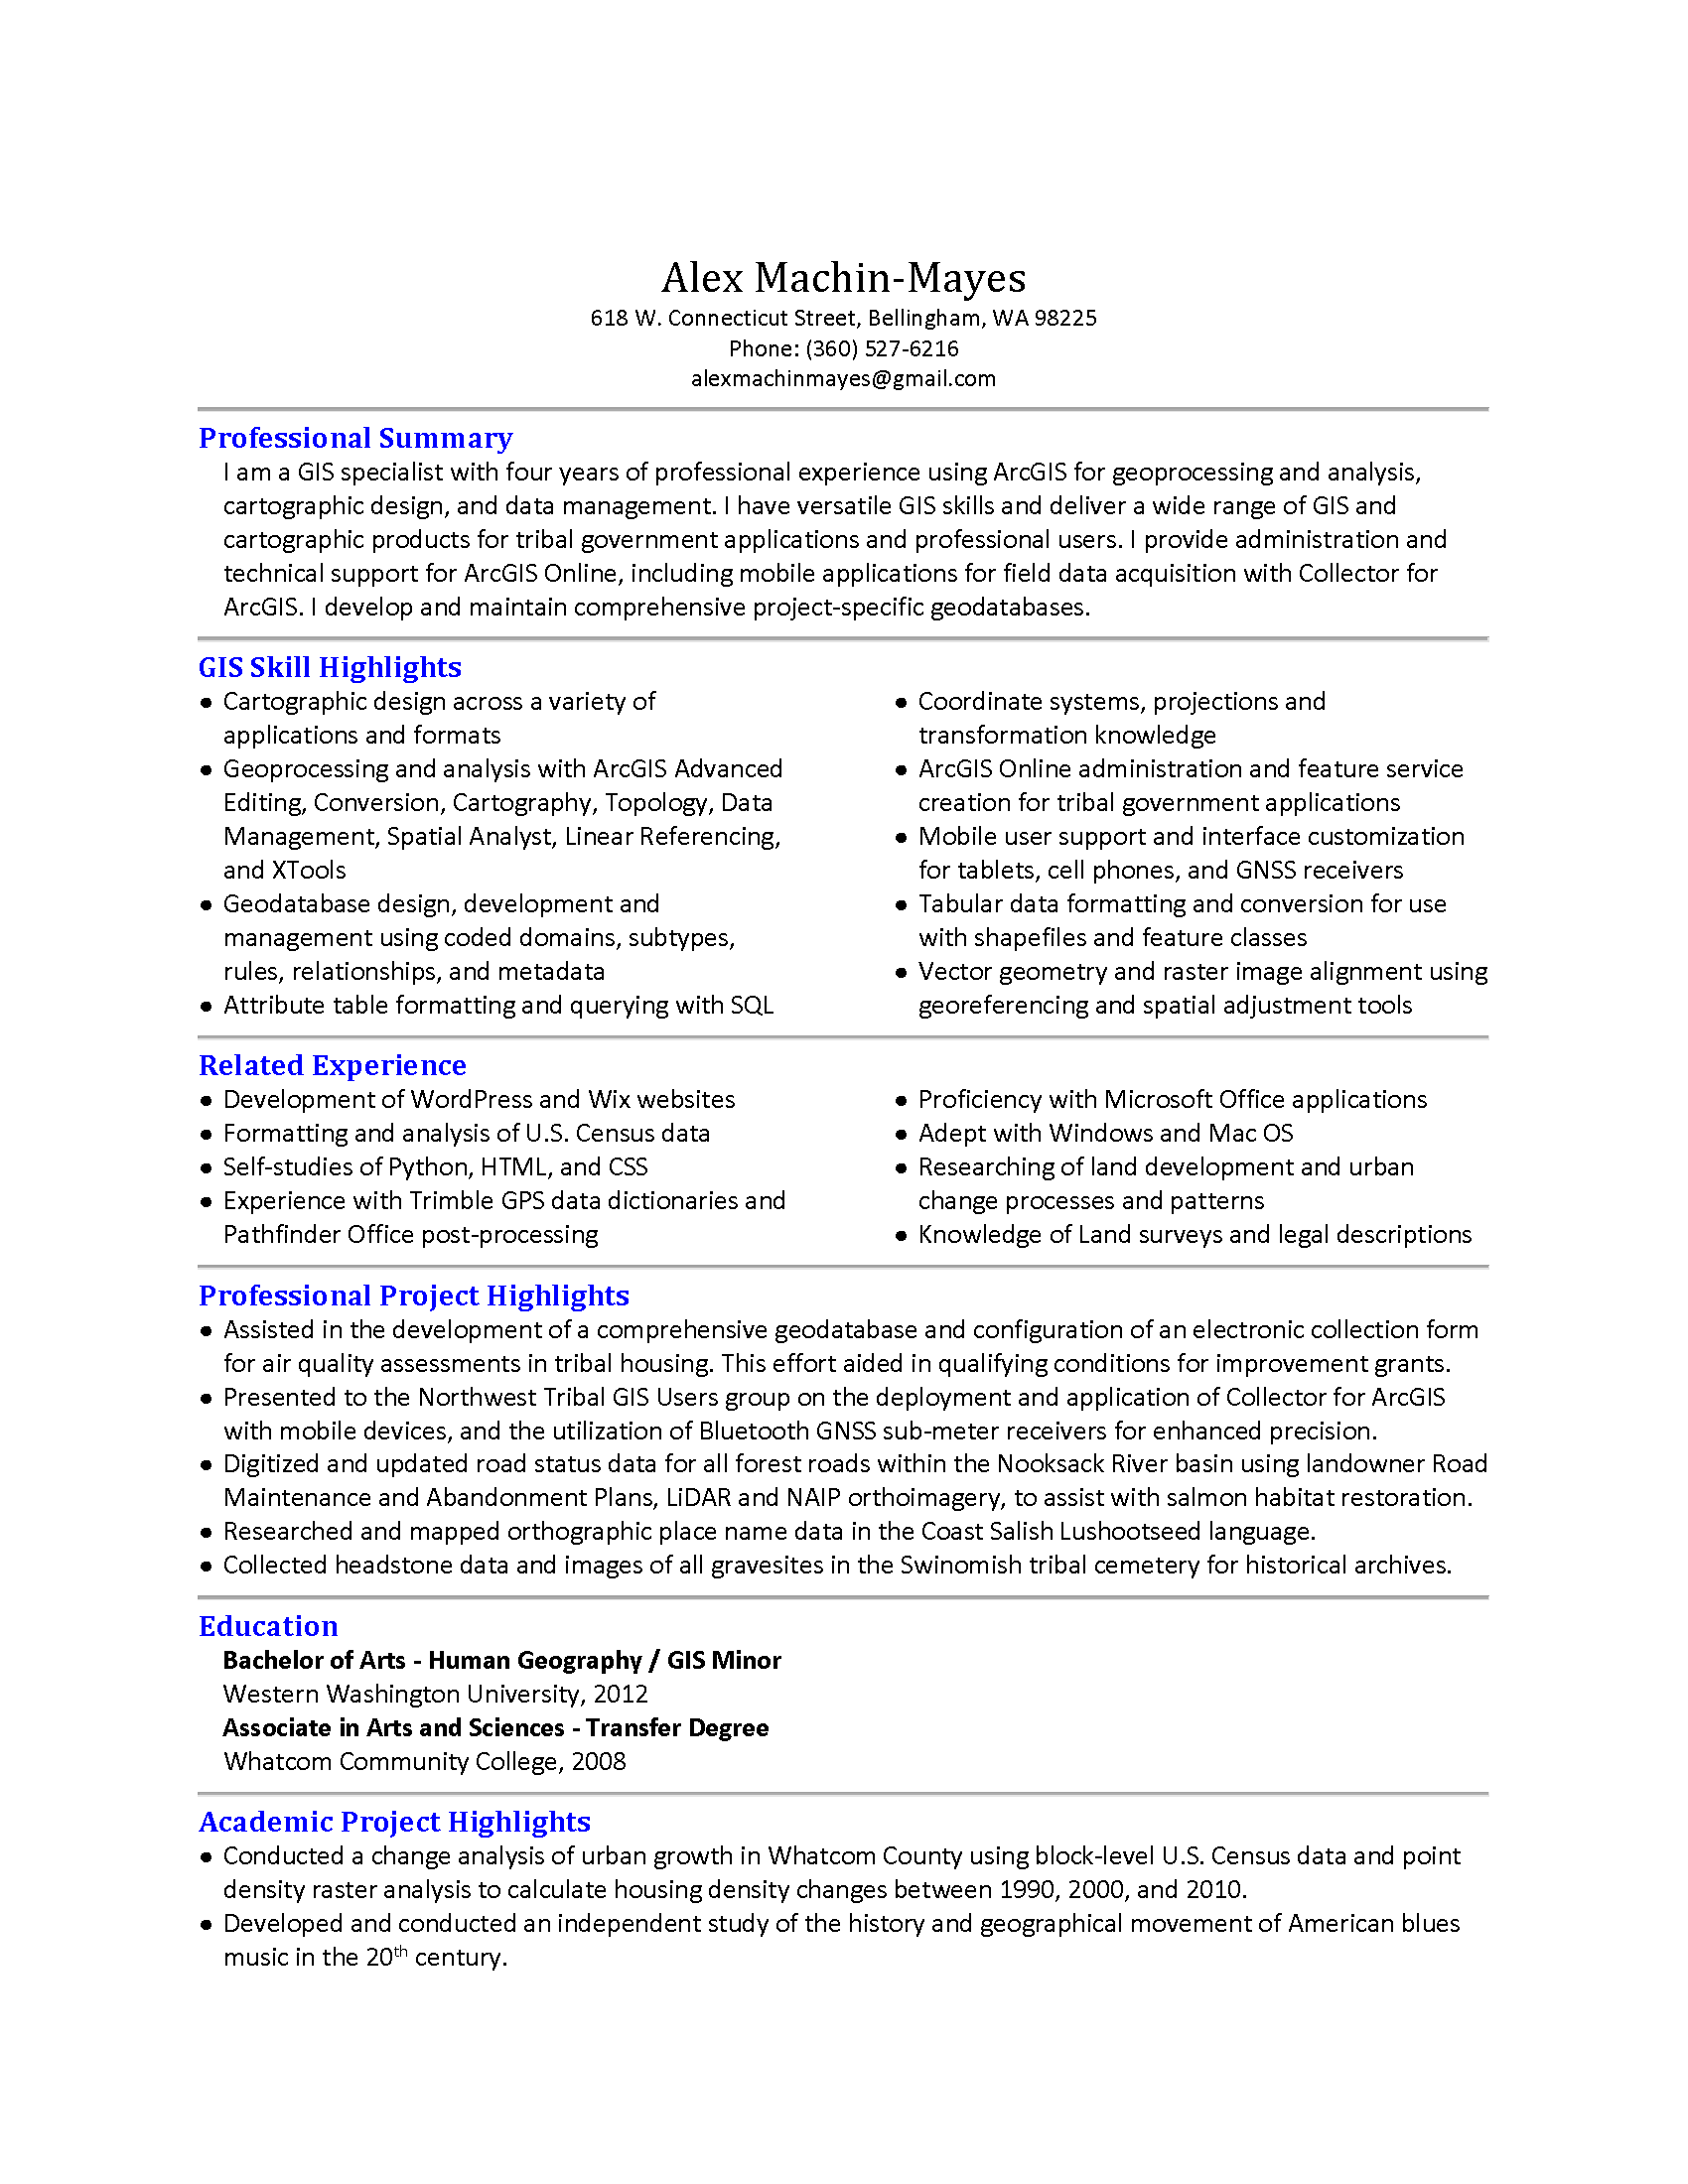 Alex Machin-Mayes
618 W. Connecticut Street, Bellingham, WA 98225
Phone: (360) 527-6216
alexmachinmayes@gmail.com
Professional Summary
I am a GIS specialist with four years of professional experience using ArcGIS for geoprocessing and analysis,
cartographic design, and data management. I have versatile GIS skills and deliver a wide range of GIS and
cartographic products for tribal government applications and professional users. I provide administration and
technical support for ArcGIS Online, including mobile applications for field data acquisition with Collector for
ArcGIS. I develop and maintain comprehensive project-specific geodatabases.
GIS Skill Highlights
● Cartographic design across a variety of
applications and formats
● Geoprocessing and analysis with ArcGIS Advanced
Editing, Conversion, Cartography, Topology, Data
Management, Spatial Analyst, Linear Referencing,
and XTools
● Geodatabase design, development and
management using coded domains, subtypes,
rules, relationships, and metadata
● Attribute table formatting and querying with SQL
● Coordinate systems, projections and
transformation knowledge
● ArcGIS Online administration and feature service
creation for tribal government applications
● Mobile user support and interface customization
for tablets, cell phones, and GNSS receivers
● Tabular data formatting and conversion for use
with shapefiles and feature classes
● Vector geometry and raster image alignment using
georeferencing and spatial adjustment tools
Related Experience
● Development of WordPress and Wix websites
● Formatting and analysis of U.S. Census data
● Self-studies of Python, HTML, and CSS
● Experience with Trimble GPS data dictionaries and
Pathfinder Office post-processing
● Proficiency with Microsoft Office applications
● Adept with Windows and Mac OS
● Researching of land development and urban
change processes and patterns
● Knowledge of Land surveys and legal descriptions
Professional Project Highlights
● Assisted in the development of a comprehensive geodatabase and configuration of an electronic collection form
for air quality assessments in tribal housing. This effort aided in qualifying conditions for improvement grants.
● Presented to the Northwest Tribal GIS Users group on the deployment and application of Collector for ArcGIS
with mobile devices, and the utilization of Bluetooth GNSS sub-meter receivers for enhanced precision.
● Digitized and updated road status data for all forest roads within the Nooksack River basin using landowner Road
Maintenance and Abandonment Plans, LiDAR and NAIP orthoimagery, to assist with salmon habitat restoration.
● Researched and mapped orthographic place name data in the Coast Salish Lushootseed language.
● Collected headstone data and images of all gravesites in the Swinomish tribal cemetery for historical archives.
Education
Bachelor of Arts - Human Geography / GIS Minor
Western Washington University, 2012
Associate in Arts and Sciences - Transfer Degree
Whatcom Community College, 2008
Academic Project Highlights
● Conducted a change analysis of urban growth in Whatcom County using block-level U.S. Census data and point
density raster analysis to calculate housing density changes between 1990, 2000, and 2010.
● Developed and conducted an independent study of the history and geographical movement of American blues
music in the 20th century.